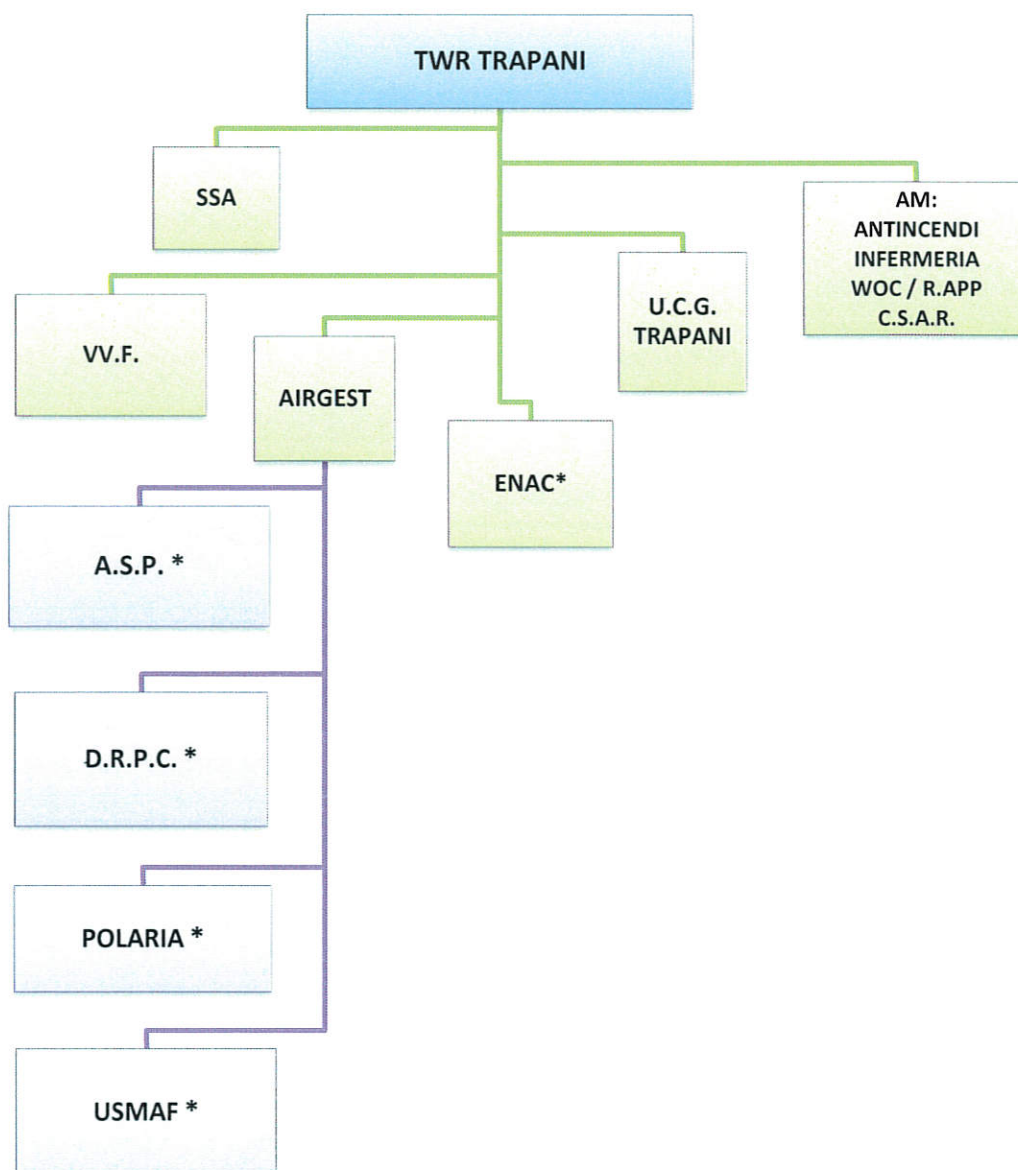 TWR TRAPANI
SSA
AM:
ANTINCENDI
INFERMERIA
WOC / R.APP
C.S.A.R.
U.C.G.
TRAPANI
VV.F.
AIRGEST
ENAC*
A.S.P. *
D.R.P.C. *
POLARIA *
USMAF *